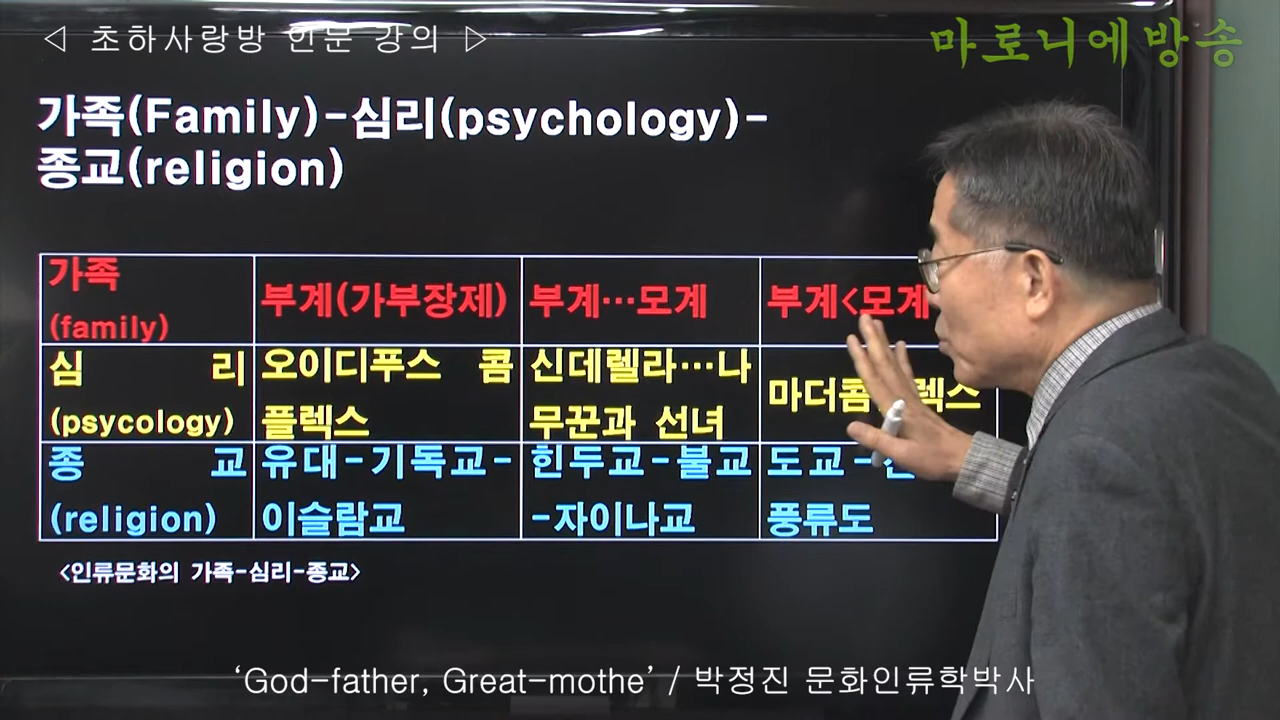 ◁ 초하사랑방 인문 강의 ▷
마로니에방송
가족(Family)-심리(psychology)-
종교(religion)
가족
(family)
부계(가부장제)
부계…모계
부계<모계
심 리
(psycology)
오이디푸스 콤
플렉스
신데렐라…나
무꾼과 선녀
마더콤 렉스
종 교
(religion)
유대-기독교-
이슬람교
힌두교-불교
-자이나교
도교-
풍류도
<인류문화의 가족-심리-종교>
‘God-father, Great-mothe’ / 박정진 문화인류학박사